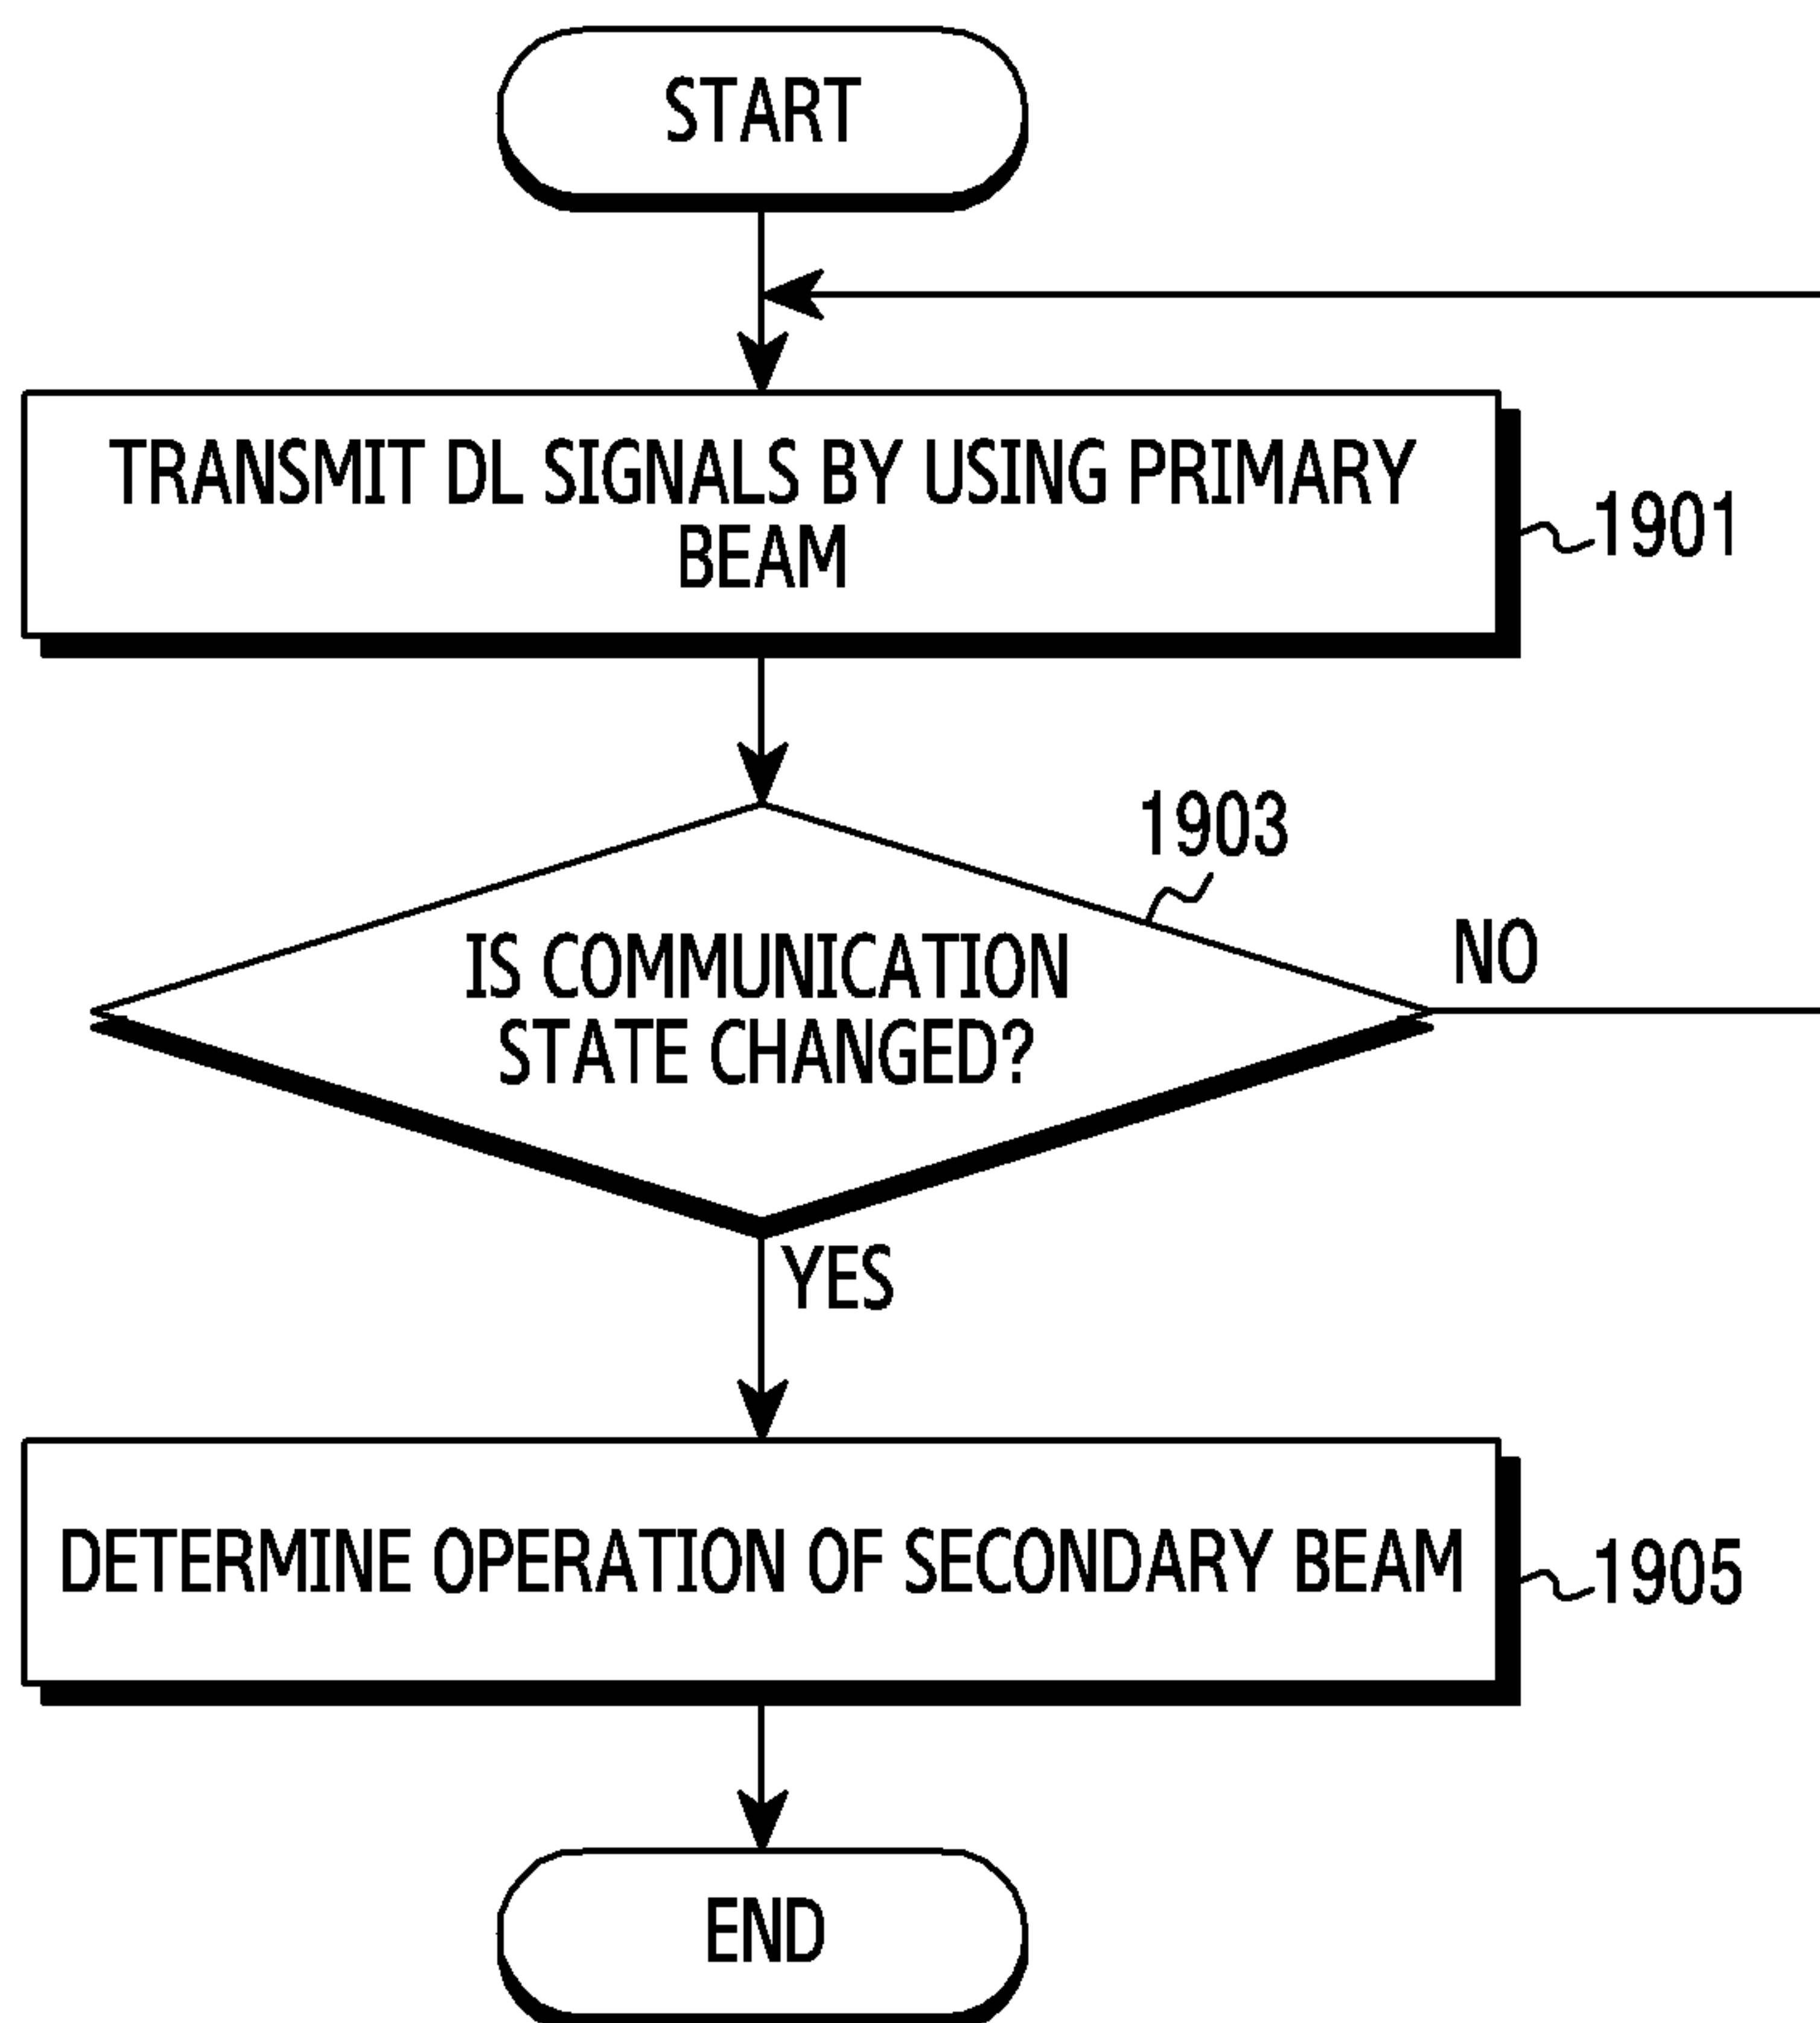 START
TRANSMIT DL SIGNALS BY USING PRIMARY
BEAM
1901
1903
IS COMMUNICATION
STATE CHANGED?
NO
YES
DETERMINE OPERATION OF SECONDARY BEAM
1905
END